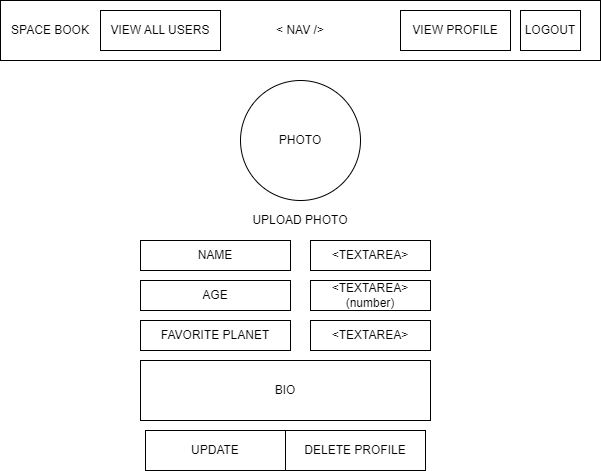 SPACE BOOK VIEW ALL USERS < NAV /> VIEW PROFILE LOGOUT
PHOTO
UPLOAD PHOTO
NAME <TEXTAREA>
AGE <TEXTAREA>
(number)
FAVORITE PLANET <TEXTAREA>
BIO
UPDATE DELETE PROFILE